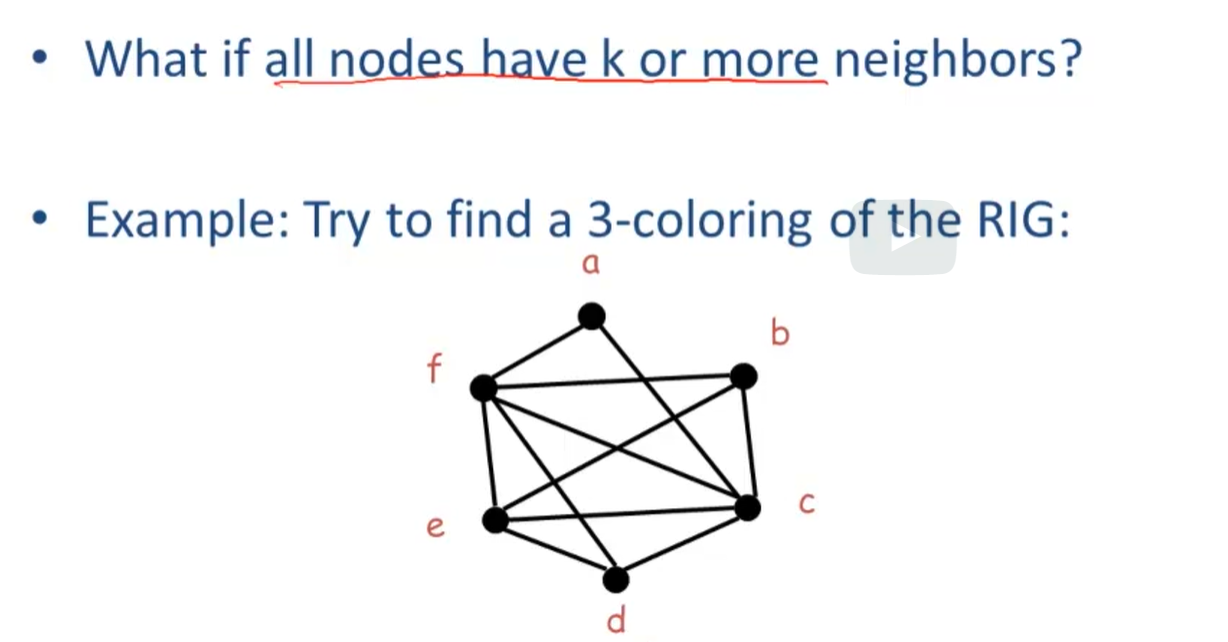 • What if all nodes have k or more neighbors?
• Example: Try to find a 3-coloring of the RIG:
a
b
f
c
e
d